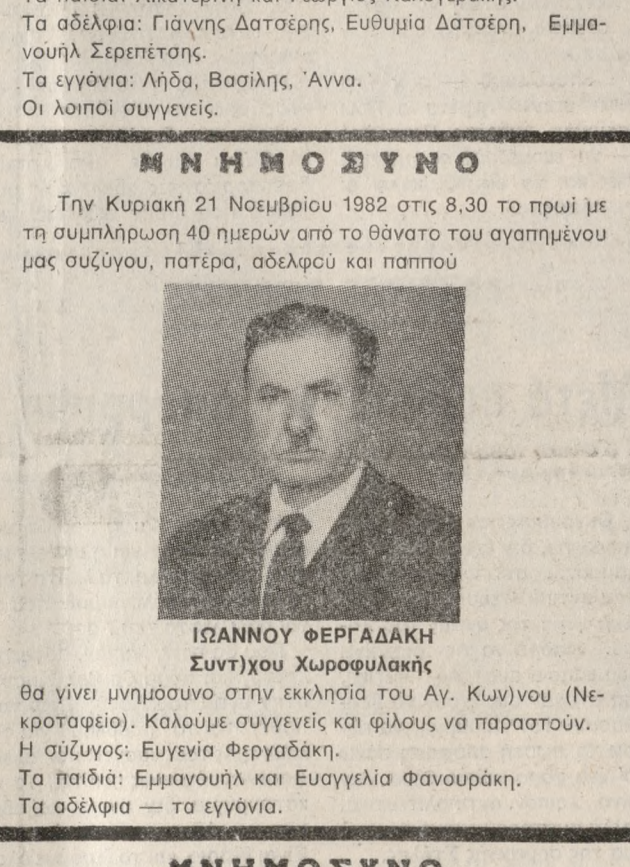 Τα αδέλφια: Γιάννης Δατσέρης, Ευθυμία Δατσέρη, Εμμα-
νουήλ Σερεπέτσης.
Τα εγγόνια: Λήδα, Βασίλης, Άννα.
Οι λοιποί συγγενείς.
ΜΝΗΜΟΣΥΝΟ
Την Κυριακή 21 Νοεμβρίου 1982 στις 8,30 το πρωί με
τη συμπλήρωση 40 ημερών από το θάνατο του αγαπημένου
μας συζύγου, πατέρα, αδελφού και παππού
ΙΩΑΝΝΟΥ ΦΕΡΓΑΔΑΚΗ
Συντ)χου Χωροφυλακής
θα γίνει μνημόσυνο στην εκκλησία του Αγ. Κων)νου (Νε-
κροταφείο). Καλούμε συγγενείς και φίλους να παραστούν.
Η σύζυγος: Ευγενία Φεργαδάκη.
Τα παιδιά: Εμμανουήλ και Ευαγγελία Φανουράκη.
Τα αδέλφια — τα εγγόνια.
ΜΝΗΜΟΣΥΝΟ